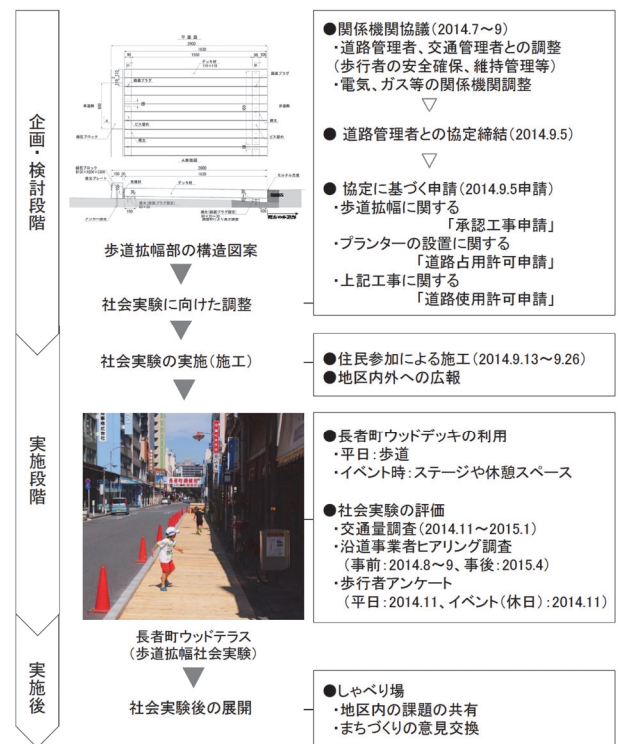 企画・検討段階
平面図
デッキ材
A断面図
歩道拡幅部の構造図案
社会実験に向けた調整
●関係機関協議(2014.7~9)
・道路管理者、交通管理者との調整
(歩行者の安全確保、維持管理等)
・電気、ガス等の関係機関調整
● 道路管理者との協定締結(2014.9.5)
● 協定に基づく申請(2014.9.5申請)
・歩道拡幅に関する
「承認工事申請」
・プランターの設置に関する
「道路占用許可申請」
・上記工事に関する
「道路使用許可申請」
実施段階
社会実験の実施(施工)
●住民参加による施工(2014.9.13~9.26)
●地区内外への広報
長者町ウッドテラス
(歩道拡幅社会実験)
●長者町ウッドデッキの利用
・平日:歩道
・イベント時:ステージや休憩スペース
●社会実験の評価
・交通量調査(2014.11~2015.1)
・沿道事業者ヒアリング調査
(事前:2014.8~9、事後:2015.4)
・歩行者アンケート
(平日:2014.11、イベント(休日):2014.11)
実施後
社会実験後の展開
●しゃべり場
・地区内の課題の共有
・まちづくりの意見交換